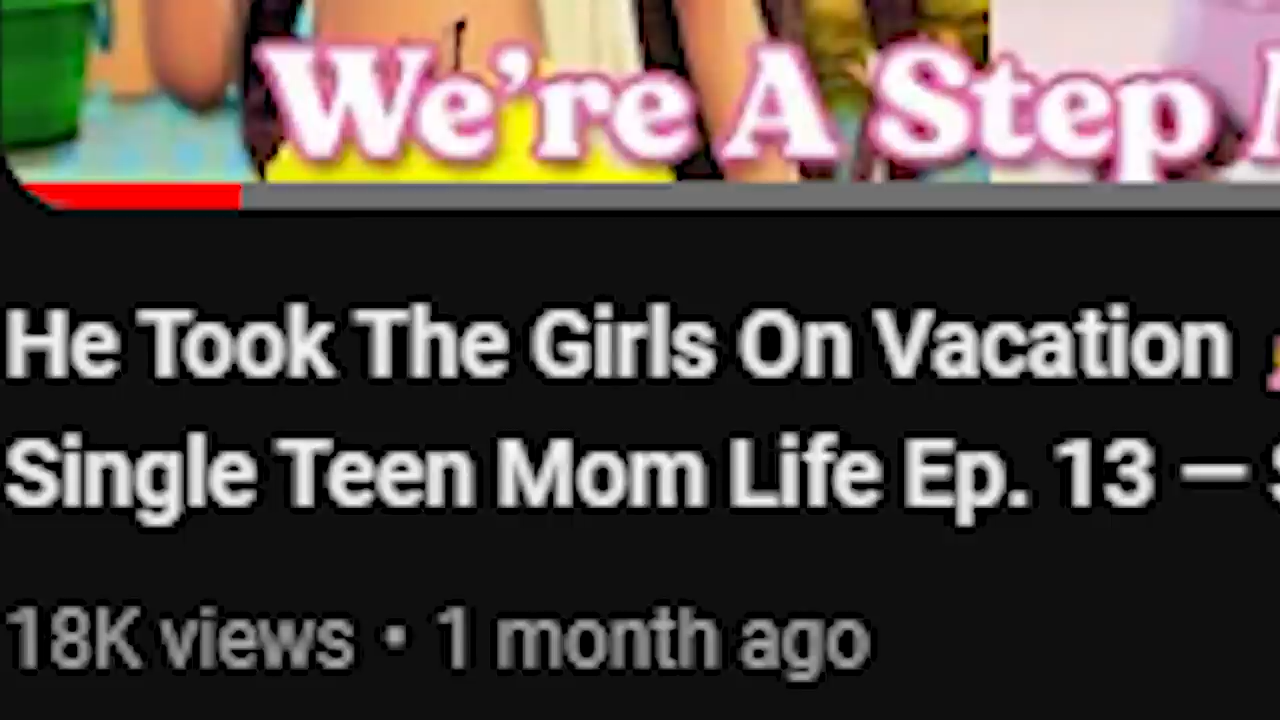 We're A Step
He Took The Girls On Vacation
Single Teen Mom Life Ep. 13 —
18K views • 1 month ago